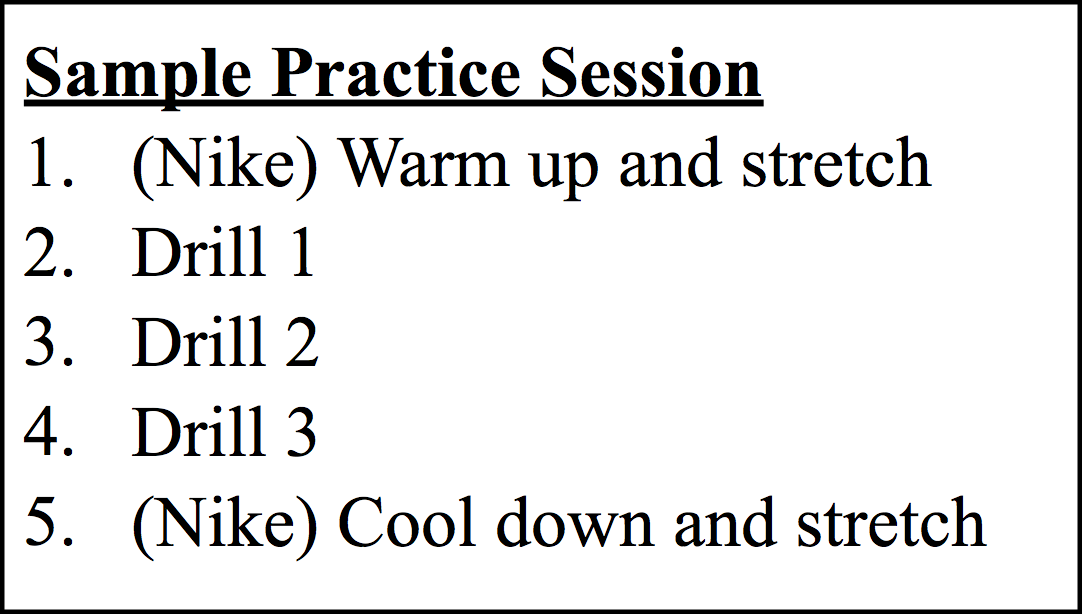 Sample Practice Session
1. (Nike) Warm up and stretch
2. Drill 1
3. Drill 2
4. Drill 3
5. (Nike) Cool down and stretch